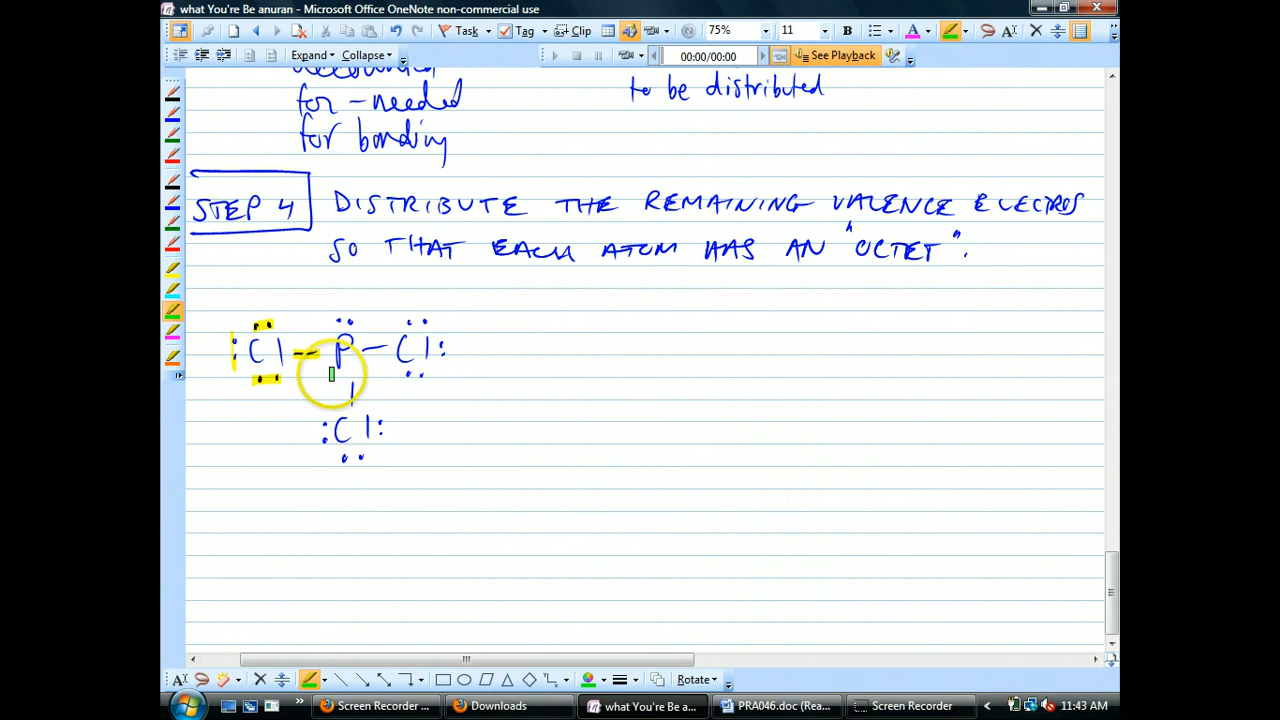 what You're Be anuran - Microsoft Office OneNote non-commercial use
Task Tag Clip 75% 11 B A
Expand Collapse 00:00/00:00 See Playback
for - needed
to be distributed
for bonding
STEP 4 DISTRIBUTE THE REMAINING VALENCE ELECTROS
SO THAT EACH ATOM HAS AN "OCTET".
:Cl - P - Cl:
:Cl:
Rotate
Screen Recorder ... Downloads what You're Be a... PRA046.doc (Rea... Screen Recorder 11:43 AM